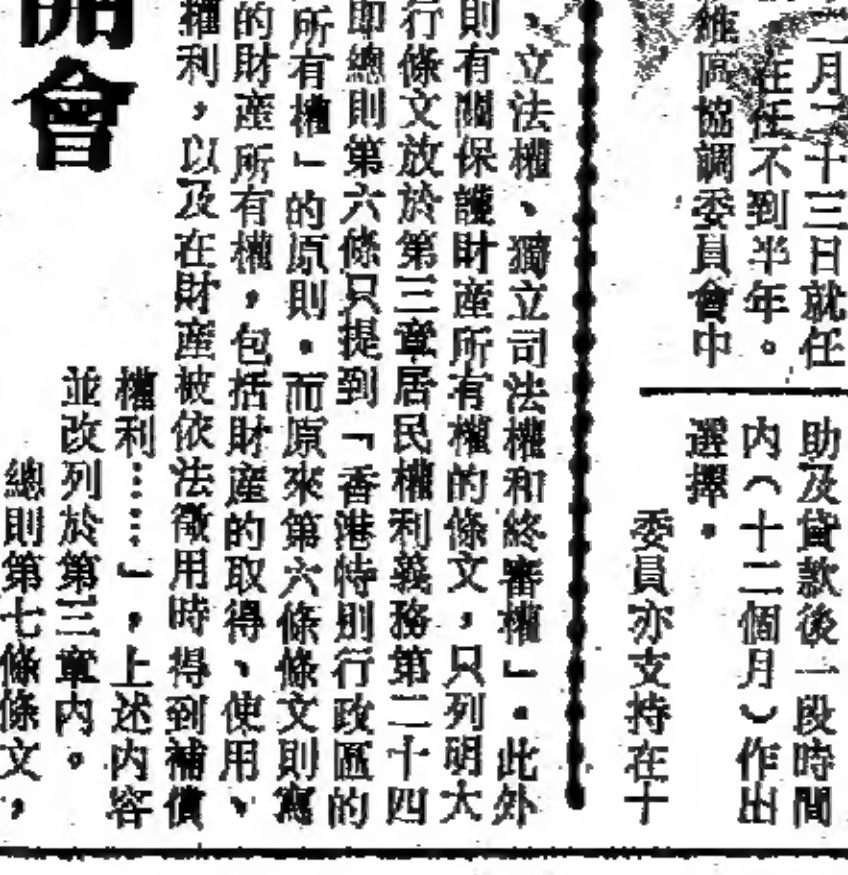 二月二十三日就任
在任不到半年。
維區協調委員會中
助及貸款後一段時間
內（十二個月）作出
選擇。
委員亦支持在十
、立法權、獨立司法權和終審權」。此外
則有關保護財產所有權的條文，只列明大
行條文放於第三章居民權利義務第二十四
即總則第六條只提到「香港特別行政區的
所有權」的原則。而原來第六條條文則寫
的財產所有權，包括財產的取得、使用、
權利，以及在財產被依法徵用時得到補償
權利……」，上述內容
並改列於第三章內。
總則第七條條文，
開會